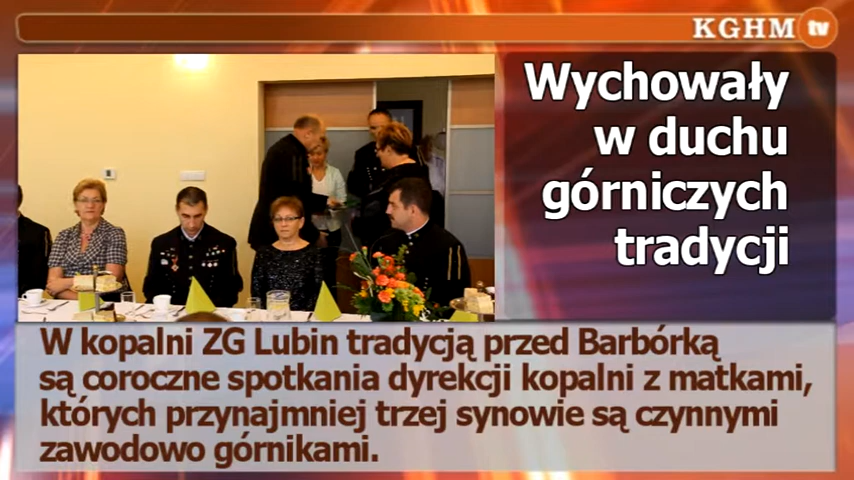 KGHM tv
Wychowały
w duchu
górniczych
tradycji
W kopalni ZG Lubin tradycją przed Barbórką
są coroczne spotkania dyrekcji kopalni z matkami,
których przynajmniej trzej synowie są czynnymi
zawodowo górnikami.